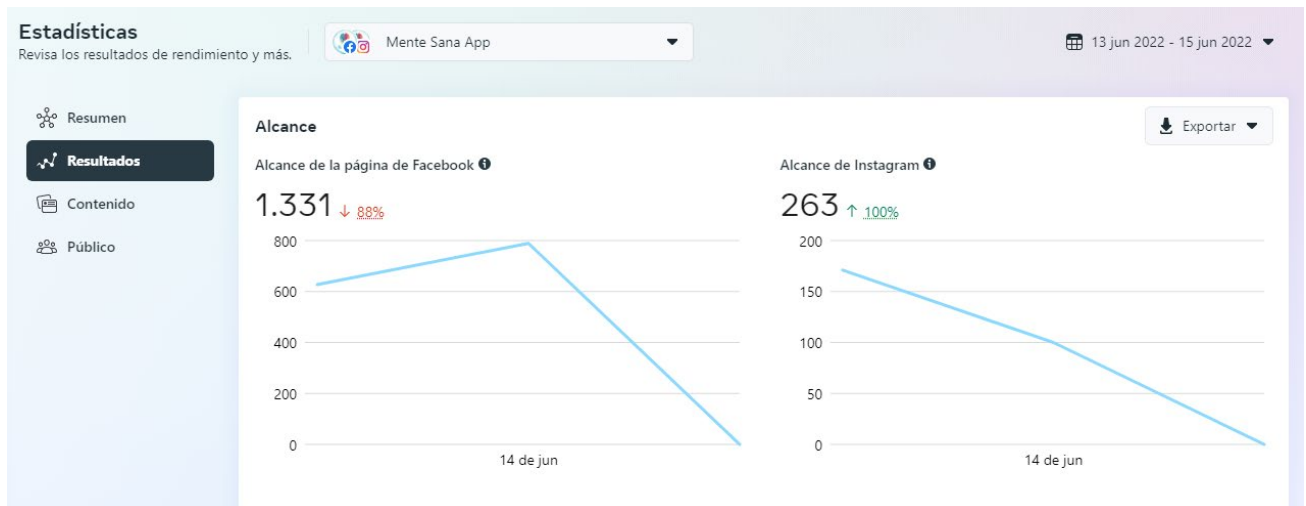 Estadísticas
Revisa los resultados de rendimiento y más.
Mente Sana App
13 jun 2022 - 15 jun 2022
Resumen
Resultados
Contenido
Público
Alcance
Exportar
Alcance de la página de Facebook
1.331 ↓ 88%
800
600
400
200
0
14 de jun
Alcance de Instagram
263 ↑ 100%
200
150
100
50
0
14 de jun